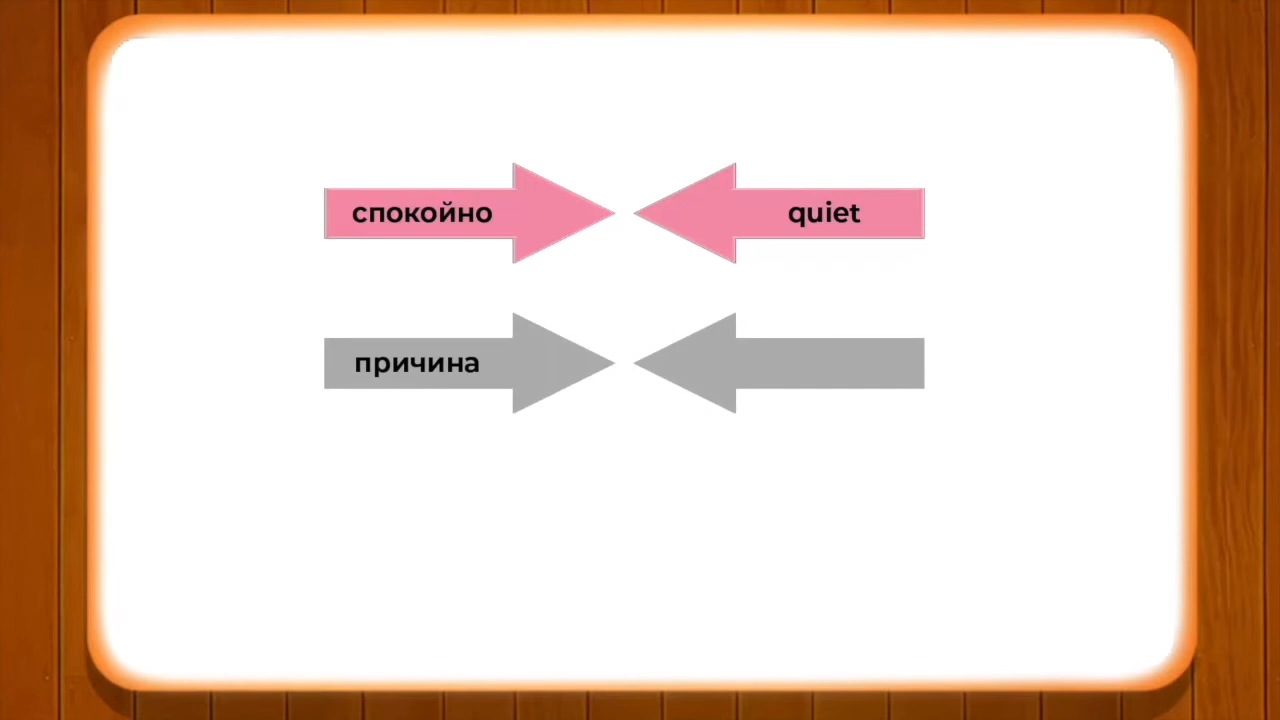 спокойно
quiet
причина